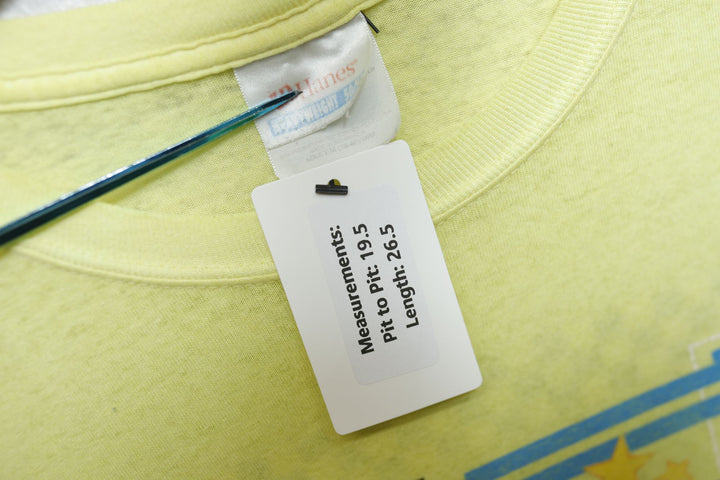 Hanes
Measurements:
Pit to Pit: 19.5
Length: 26.5